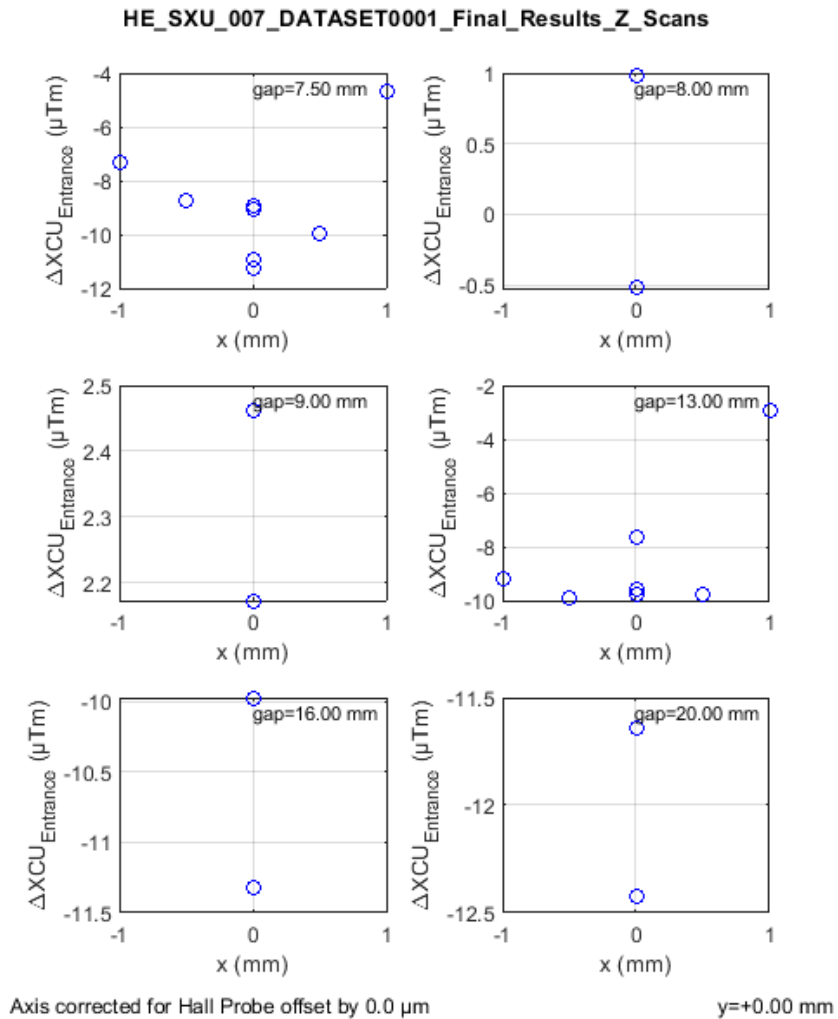 HE_SXU_007_DATASET0001_Final_Results_Z_Scans
gap=7.50 mm
-4
-6
-8
-10
-12
-1
0
1
x (mm)
ΔXCU_Entrance (µTm)
gap=8.00 mm
1
0.5
0
-0.5
-1
0
1
x (mm)
ΔXCU_Entrance (µTm)
gap=9.00 mm
2.5
2.4
2.3
2.2
-1
0
1
x (mm)
ΔXCU_Entrance (µTm)
gap=13.00 mm
-2
-4
-6
-8
-10
-1
0
1
x (mm)
ΔXCU_Entrance (µTm)
gap=16.00 mm
-10
-10.5
-11
-11.5
-1
0
1
x (mm)
ΔXCU_Entrance (µTm)
gap=20.00 mm
-11.5
-12
-12.5
-1
0
1
x (mm)
ΔXCU_Entrance (µTm)
Axis corrected for Hall Probe offset by 0.0 µm
y=+0.00 mm